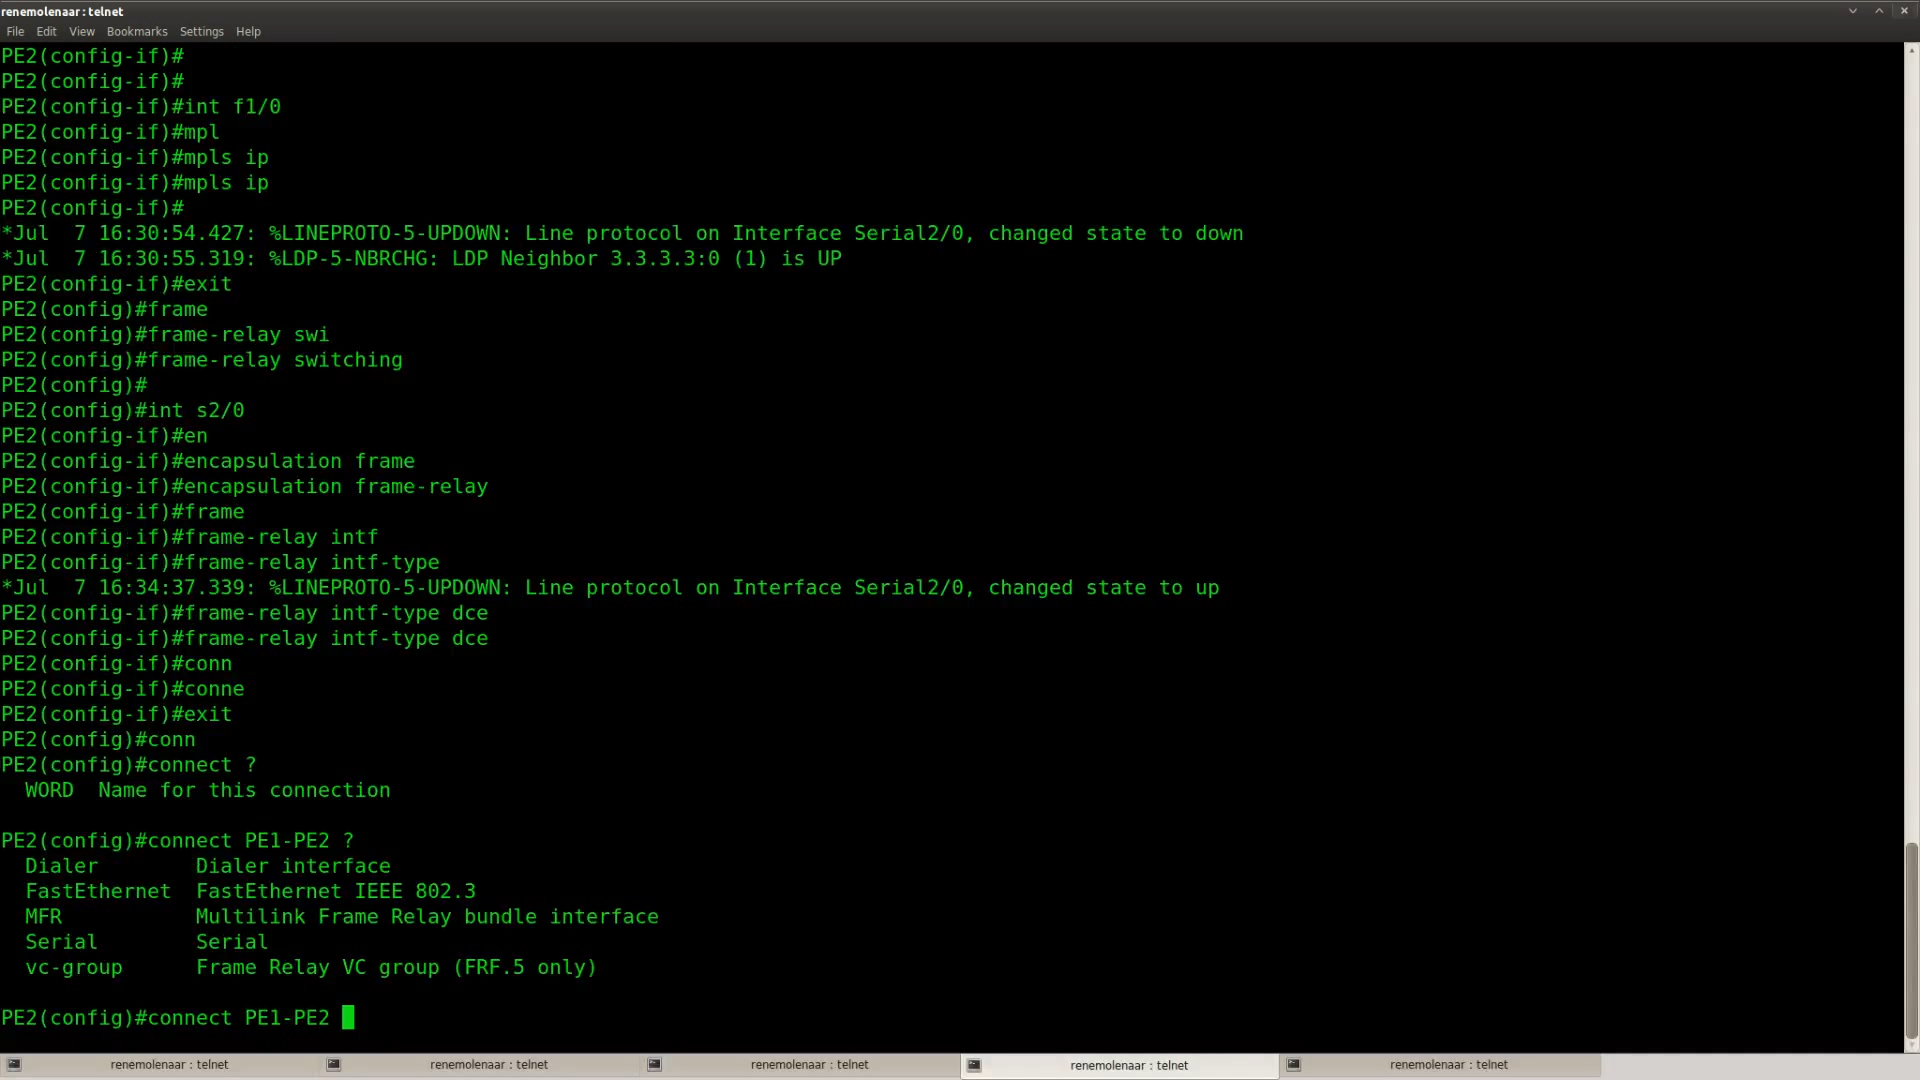 renemolenaar : telnet
File Edit View Bookmarks Settings Help
PE2(config-if)#
PE2(config-if)#
PE2(config-if)#int f1/0
PE2(config-if)#mpl
PE2(config-if)#mpls ip
PE2(config-if)#mpls ip
PE2(config-if)#
*Jul  7 16:30:54.427: %LINEPROTO-5-UPDOWN: Line protocol on Interface Serial2/0, changed state to down
*Jul  7 16:30:55.319: %LDP-5-NBRCHG: LDP Neighbor 3.3.3.3:0 (1) is UP
PE2(config-if)#exit
PE2(config)#frame
PE2(config)#frame-relay swi
PE2(config)#frame-relay switching
PE2(config)#
PE2(config)#int s2/0
PE2(config-if)#en
PE2(config-if)#encapsulation frame
PE2(config-if)#encapsulation frame-relay
PE2(config-if)#frame
PE2(config-if)#frame-relay intf
PE2(config-if)#frame-relay intf-type
*Jul  7 16:34:37.339: %LINEPROTO-5-UPDOWN: Line protocol on Interface Serial2/0, changed state to up
PE2(config-if)#frame-relay intf-type dce
PE2(config-if)#frame-relay intf-type dce
PE2(config-if)#conn
PE2(config-if)#conne
PE2(config-if)#exit
PE2(config)#conn
PE2(config)#connect ?
  WORD  Name for this connection

PE2(config)#connect PE1-PE2 ?
  Dialer        Dialer interface
  FastEthernet  FastEthernet IEEE 802.3
  MFR           Multilink Frame Relay bundle interface
  Serial        Serial
  vc-group      Frame Relay VC group (FRF.5 only)

PE2(config)#connect PE1-PE2
renemolenaar : telnet renemolenaar : telnet renemolenaar : telnet renemolenaar : telnet renemolenaar : telnet